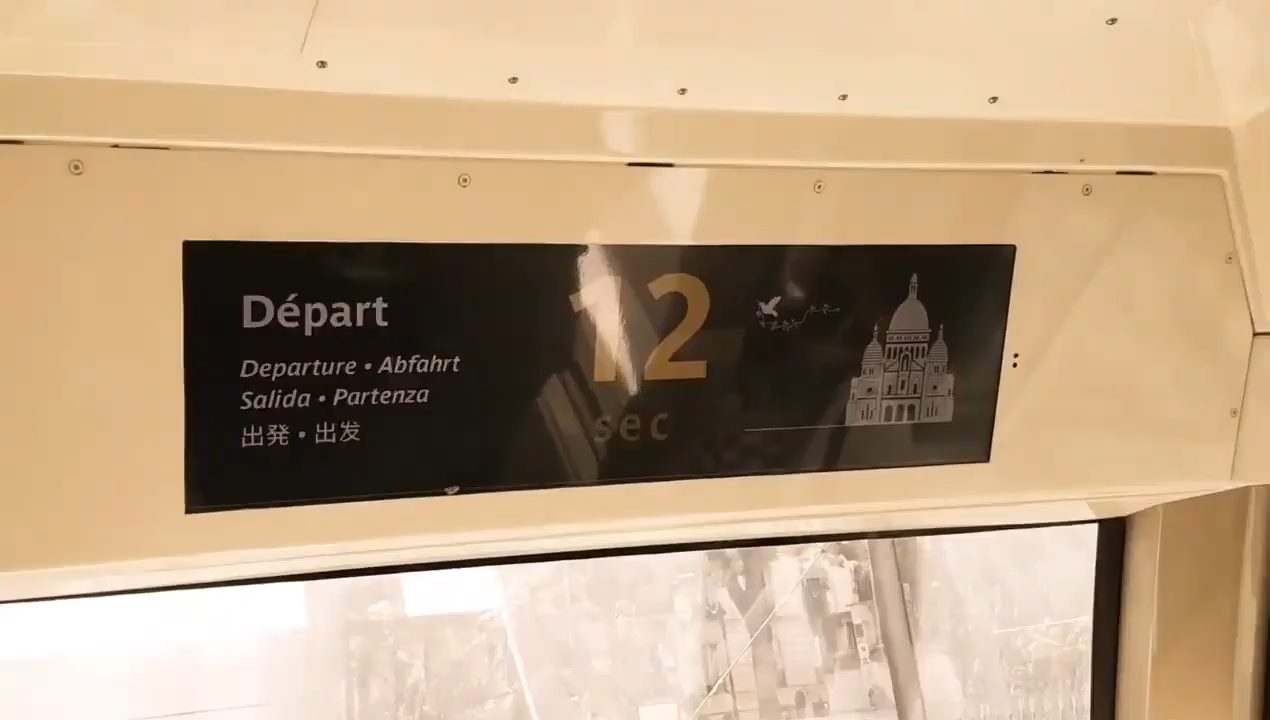 Départ
Departure • Abfahrt
Salida • Partenza
出発 • 出发
12
sec